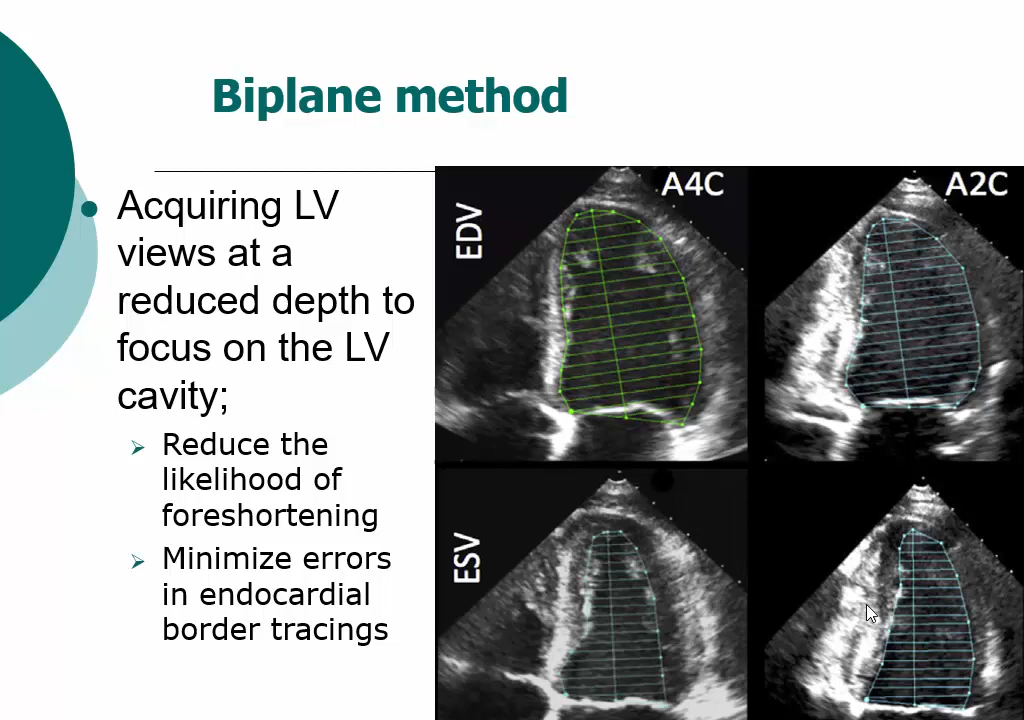 Biplane method
Acquiring LV
views at a
reduced depth to
focus on the LV
cavity;
Reduce the
likelihood of
foreshortening
Minimize errors
in endocardial
border tracings
A4C
A2C
EDV
ESV